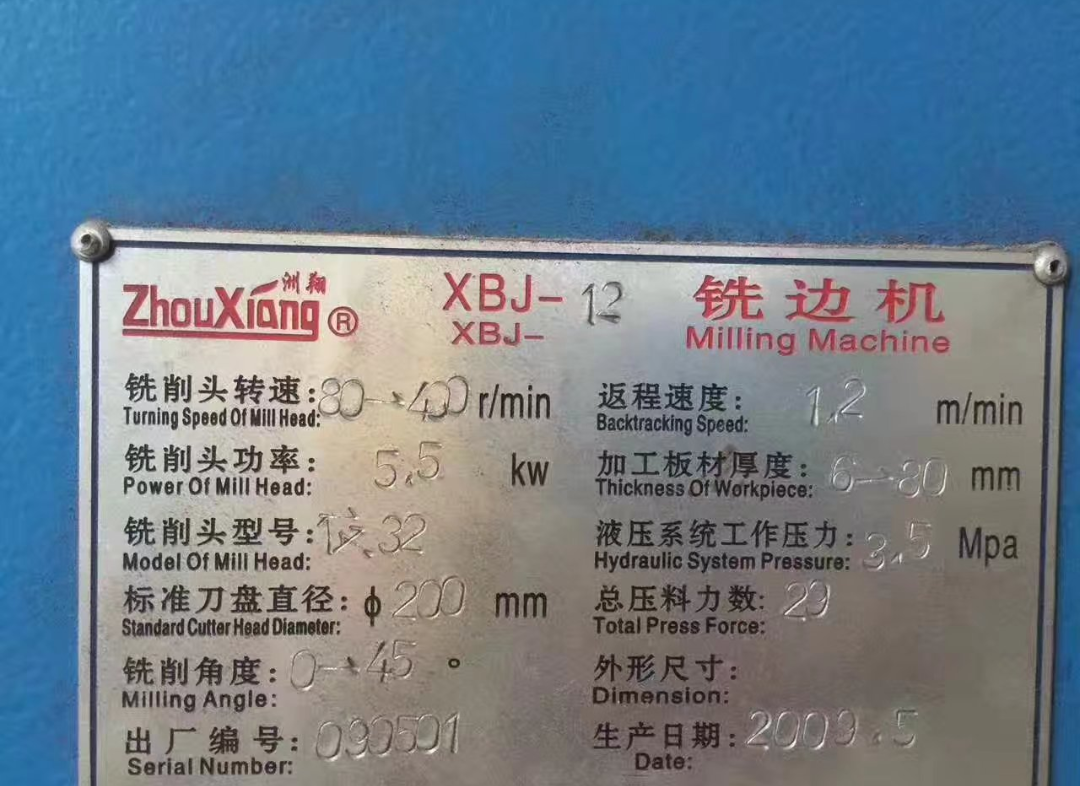 洲翔
ZhouXiang ®
XBJ-12 铣边机
XBJ- Milling Machine
铣削头转速: 80→400 r/min
Turning Speed Of Mill Head:
返程速度: 1.2 m/min
Backtracking Speed:
铣削头功率: 5.5 kw
Power Of Mill Head:
加工板材厚度: 6→80 mm
Thickness Of Workpiece:
铣削头型号: 32
Model Of Mill Head:
液压系统工作压力: 3.5 Mpa
Hydraulic System Pressure:
标准刀盘直径: ϕ 200 mm
Standard Cutter Head Diameter:
总压料力数: 29
Total Press Force:
铣削角度: 0→45 °
Milling Angle:
外形尺寸:
Dimension:
出厂编号: 090501
Serial Number:
生产日期: 2009.5
Date: